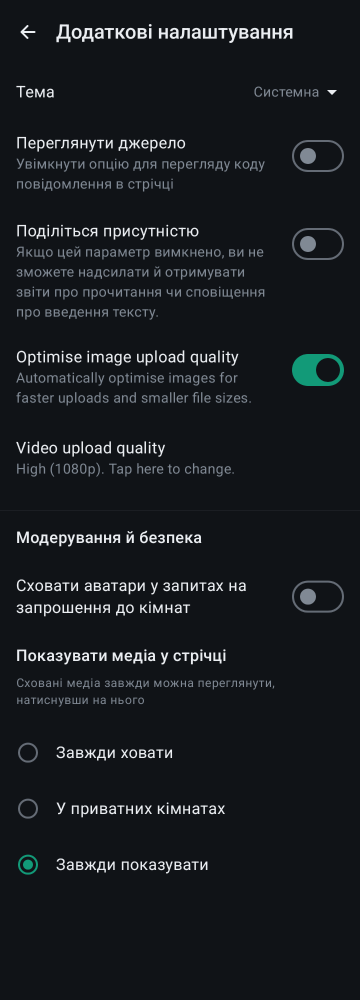 Додаткові налаштування
Тема
Системна
Переглянути джерело
Увімкнути опцію для перегляду коду
повідомлення в стрічці
Поділіться присутністю
Якщо цей параметр вимкнено, ви не
зможете надсилати й отримувати
звіти про прочитання чи сповіщення
про введення тексту.
Optimise image upload quality
Automatically optimise images for
faster uploads and smaller file sizes.
Video upload quality
High (1080p). Tap here to change.
Модерування й безпека
Сховати аватари у запитах на
запрошення до кімнат
Показувати медіа у стрічці
Сховані медіа завжди можна переглянути,
натиснувши на нього
Завжди ховати
У приватних кімнатах
Завжди показувати